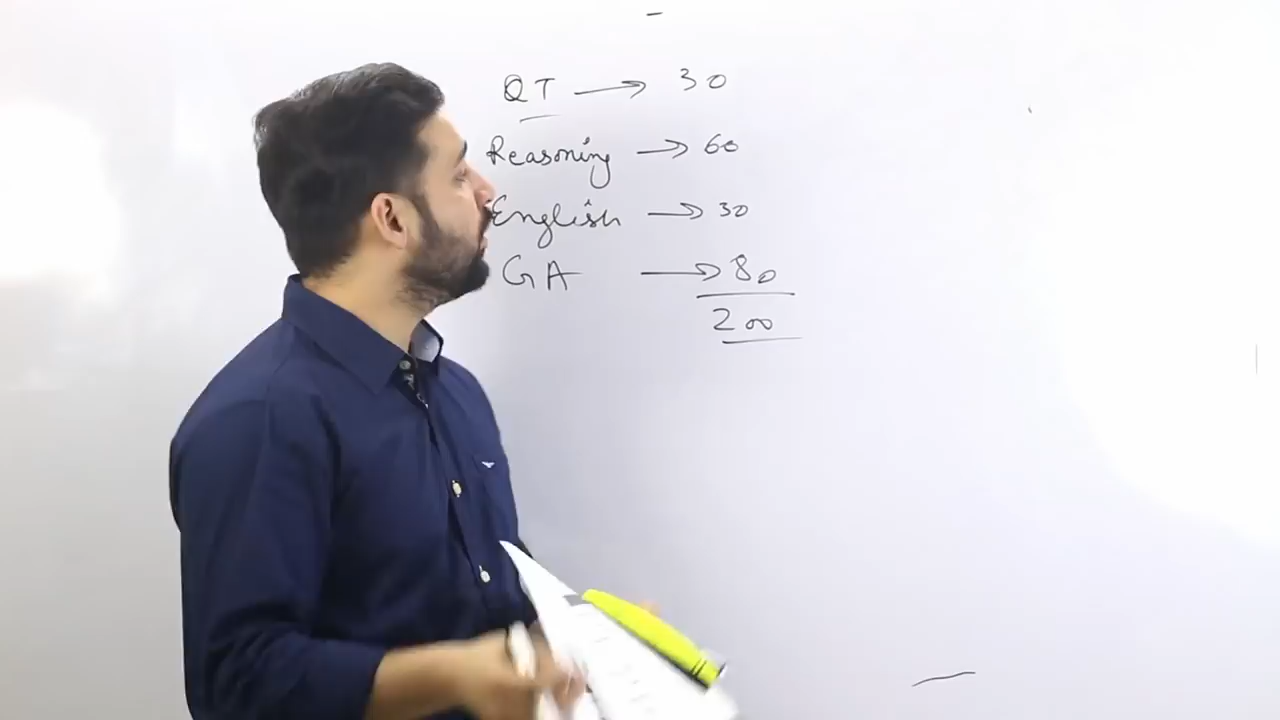 QT → 30
Reasoning → 60
English → 30
GA → 80
200